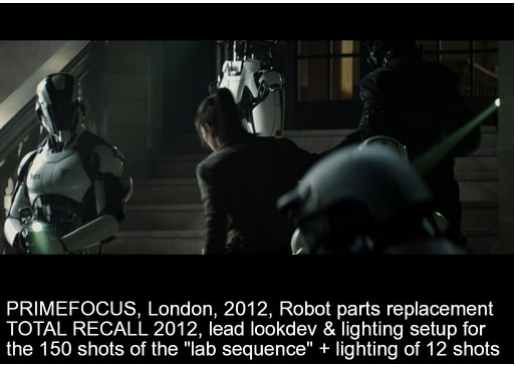 PRIMEFOCUS, London, 2012, Robot parts replacement
TOTAL RECALL 2012, lead lookdev & lighting setup for
the 150 shots of the "lab sequence" + lighting of 12 shots